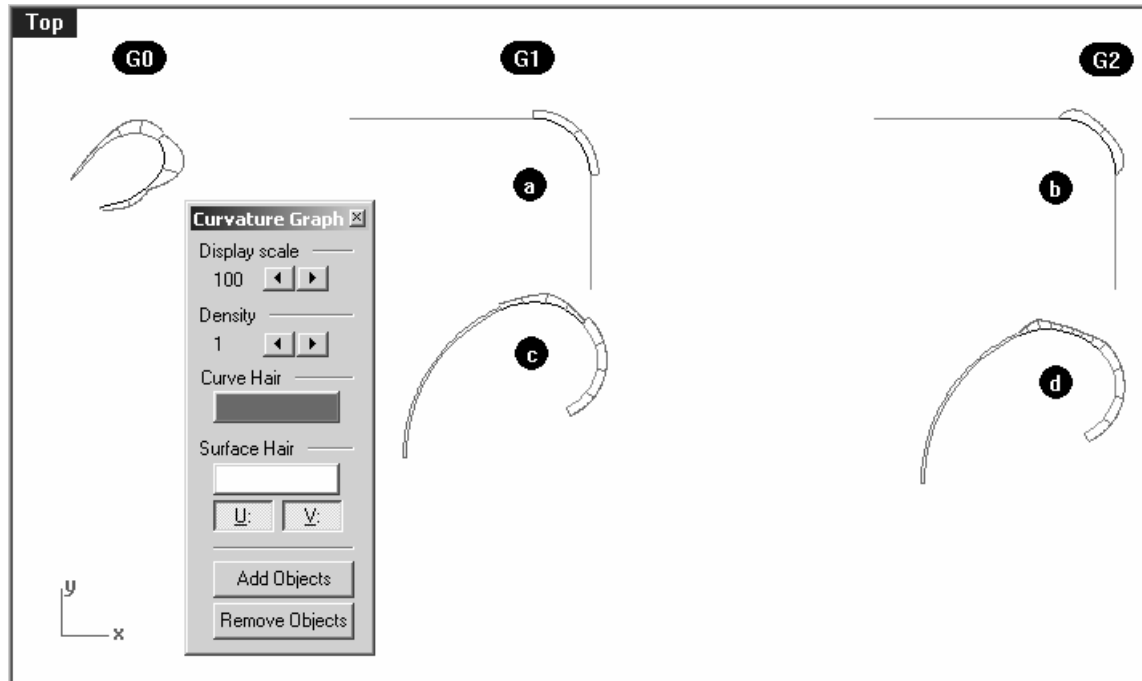 Top
G0
G1
G2
a
b
Curvature Graph
Display scale
100
Density
1
Curve Hair
c
d
Surface Hair
U: V:
Add Objects
Remove Objects
y
x